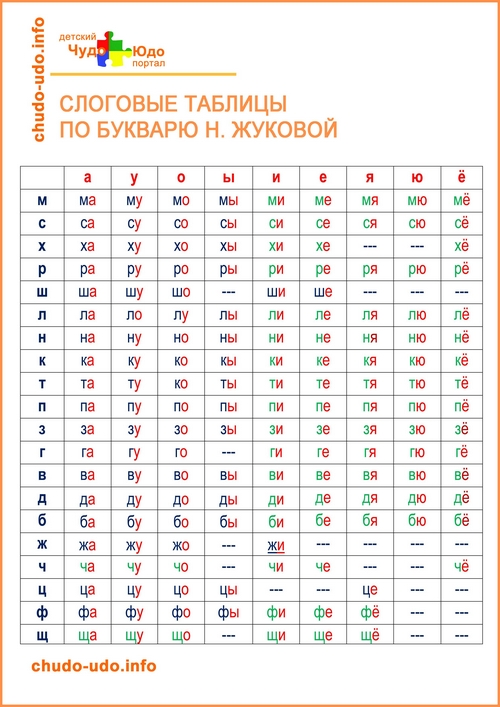 chudo-udo.info
детский
Чудо Юдо
портал
СЛОГОВЫЕ ТАБЛИЦЫ
ПО БУКВАРЮ Н. ЖУКОВОЙ
а у о ы и е я ю ё
м ма му мо мы ми ме мя мю мё
с са су со сы си се ся сю сё
х ха ху хо хы хи хе --- --- хё
р ра ру ро ры ри ре ря рю рё
ш ша шу шо --- ши ше --- --- ---
л ла ло лу лы ли ле ля лю лё
н на ну но ны ни не ня ню нё
к ка ку ко кы ки ке кя кю кё
т та ту ко ты ти те тя тю тё
п па пу по пы пи пе пя пю пё
з за зу зо зы зи зе зя зю зё
г га гу го --- ги ге гя гю гё
в ва ву во вы ви ве вя вю вё
д да ду до ды ди де дя дю дё
б ба бу бо бы би бе бя бю бё
ж жа жу жо --- жи --- --- --- ---
ч ча чу чо --- чи че --- --- чё
ц ца цу цо цы --- --- це --- ---
ф фа фу фо фы фи фе фё --- ---
щ ща щу що --- щи ще щё --- ---
chudo-udo.info